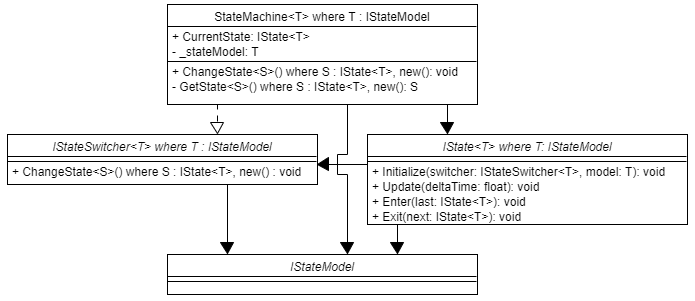 StateMachine<T> where T : IStateModel
+ CurrentState: IState<T>
- _stateModel: T
+ ChangeState<S>() where S : IState<T>, new(): void
- GetState<S>() where S : IState<T>, new(): S
IStateSwitcher<T> where T : IStateModel
+ ChangeState<S>() where S : IState<T>, new() : void
IState<T> where T: IStateModel
+ Initialize(switcher: IStateSwitcher<T>, model: T): void
+ Update(deltaTime: float): void
+ Enter(last: IState<T>): void
+ Exit(next: IState<T>): void
IStateModel